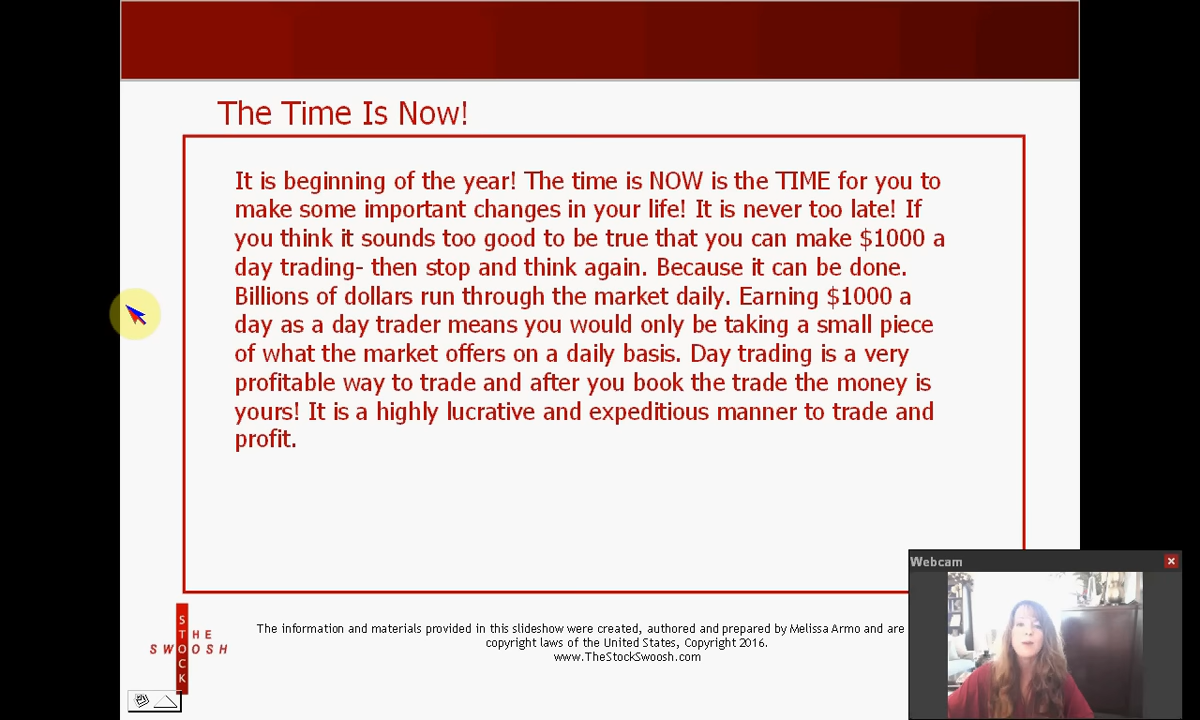 The Time Is Now!
It is beginning of the year! The time is NOW is the TIME for you to
make some important changes in your life! It is never too late! If
you think it sounds too good to be true that you can make $1000 a
day trading- then stop and think again. Because it can be done.
Billions of dollars run through the market daily. Earning $1000 a
day as a day trader means you would only be taking a small piece
of what the market offers on a daily basis. Day trading is a very
profitable way to trade and after you book the trade the money is
yours! It is a highly lucrative and expeditious manner to trade and
profit.
Webcam
THE
STOCK
SWOOSH
The information and materials provided in this slideshow were created, authored and prepared by Melissa Armo and are
copyright laws of the United States, Copyright 2016.
www.TheStockSwoosh.com